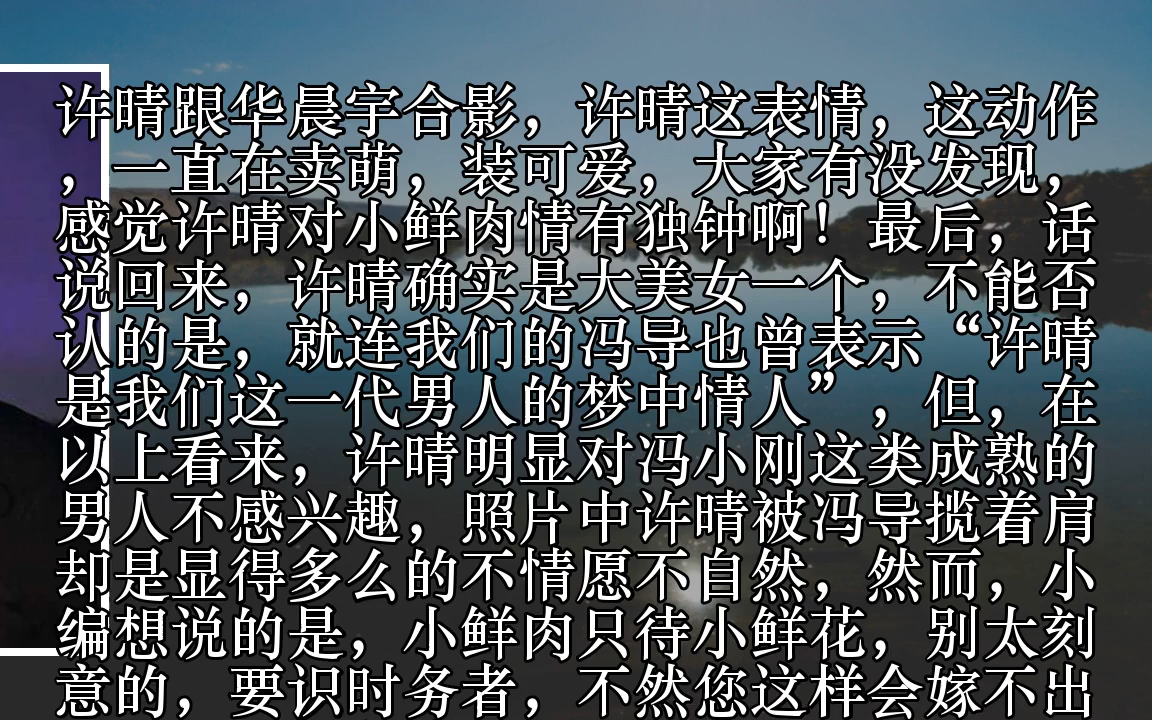 许晴跟华晨宇合影，许晴这表情，这动作
，一直在卖萌，装可爱，大家有没发现，
感觉许晴对小鲜肉情有独钟啊！最后，话
说回来，许晴确实是大美女一个，不能否
认的是，就连我们的冯导也曾表示“许晴
是我们这一代男人的梦中情人”，但，在
以上看来，许晴明显对冯小刚这类成熟的
男人不感兴趣，照片中许晴被冯导揽着肩
却是显得多么的不情愿不自然，然而，小
编想说的是，小鲜肉只待小鲜花，别太刻
意的，要识时务者，不然您这样会嫁不出